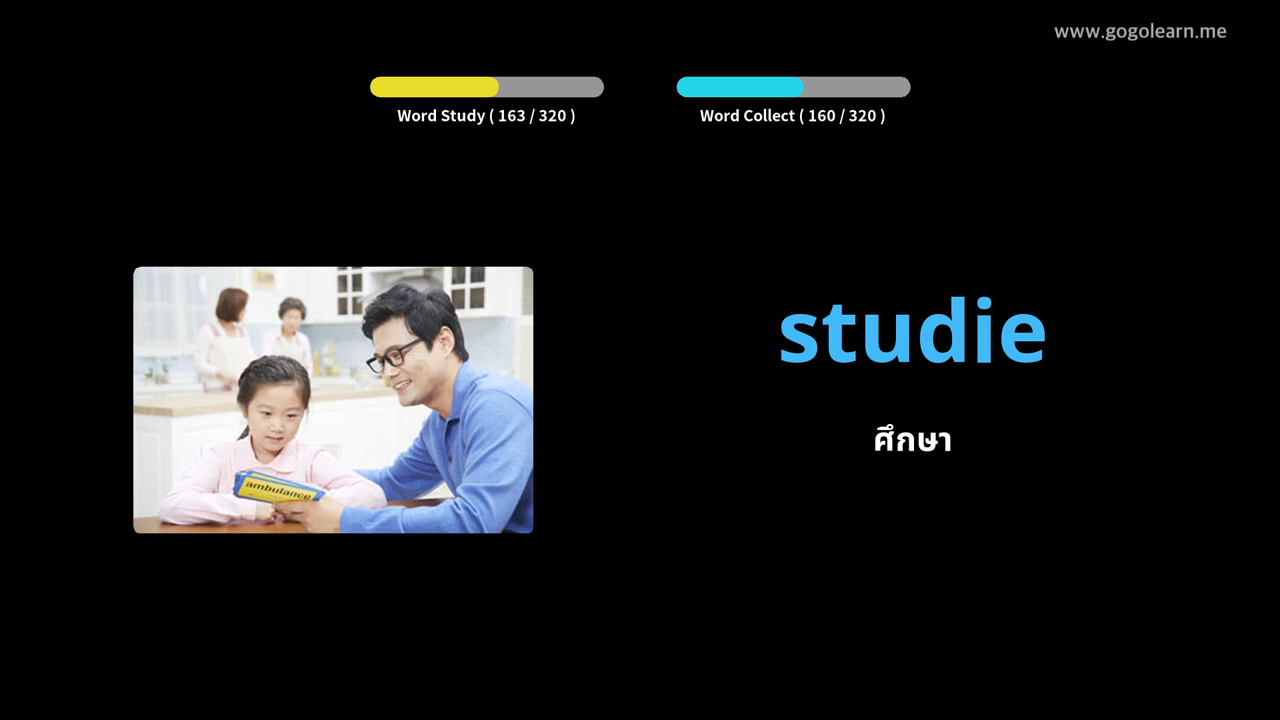 www.gogolearn.me
Word Study ( 163 / 320 )
Word Collect ( 160 / 320 )
studie
ศึกษา
ambulance